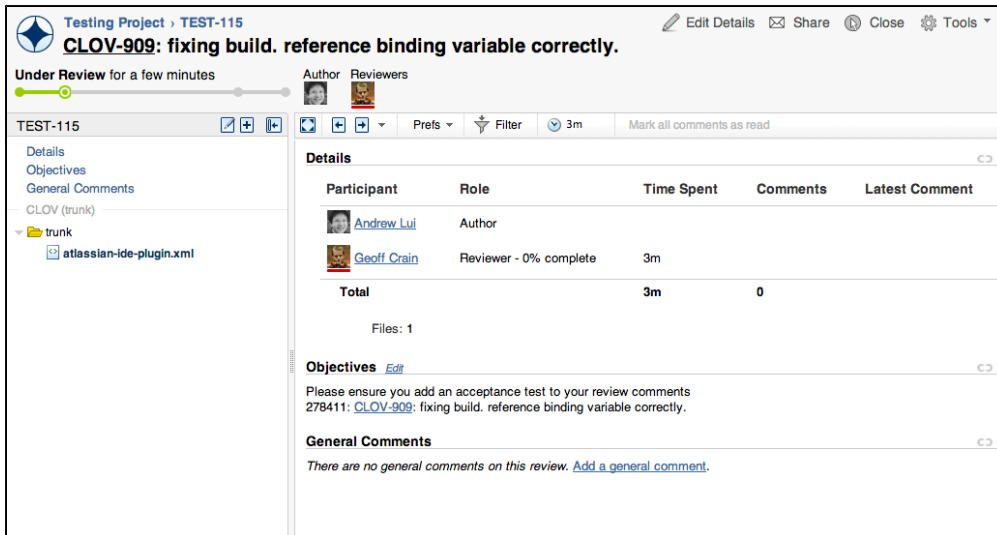 Testing Project › TEST-115
Edit Details Share Close Tools
CLOV-909: fixing build. reference binding variable correctly.
Under Review for a few minutes
Author Reviewers
TEST-115
Prefs Filter 3m Mark all comments as read
Details
Objectives
General Comments
CLOV (trunk)
trunk
atlassian-ide-plugin.xml
Details
Participant Role Time Spent Comments Latest Comment
Andrew Lui Author
Geoff Crain Reviewer - 0% complete 3m
Total 3m 0
Files: 1
Objectives Edit
Please ensure you add an acceptance test to your review comments
278411: CLOV-909: fixing build. reference binding variable correctly.
General Comments
There are no general comments on this review. Add a general comment.